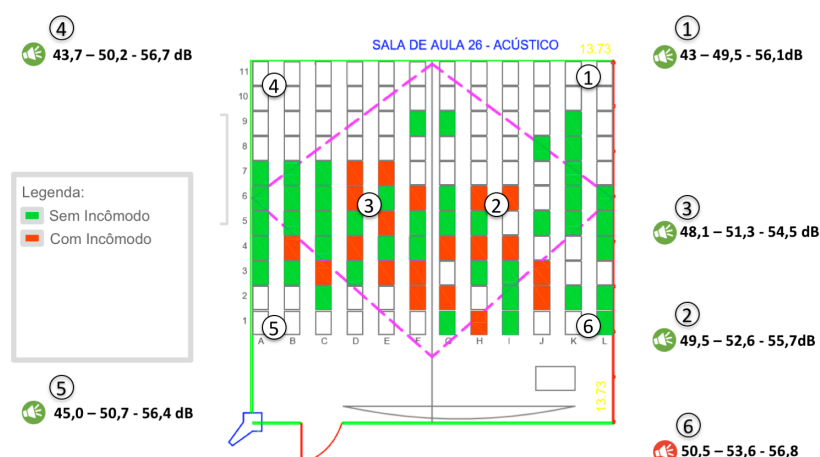 ④
43,7 – 50,2 - 56,7 dB
SALA DE AULA 26 - ACÚSTICO
13.73
①
43 – 49,5 - 56,1dB
11
④
①
10
9
8
7
Legenda:
Sem Incômodo
Com Incômodo
6
③
②
5
4
3
2
1
⑤
⑥
A B C D E F G H I J K L
③
48,1 – 51,3 - 54,5 dB
②
49,5 – 52,6 - 55,7dB
⑤
45,0 – 50,7 - 56,4 dB
13.73
⑥
50,5 – 53,6 - 56,8